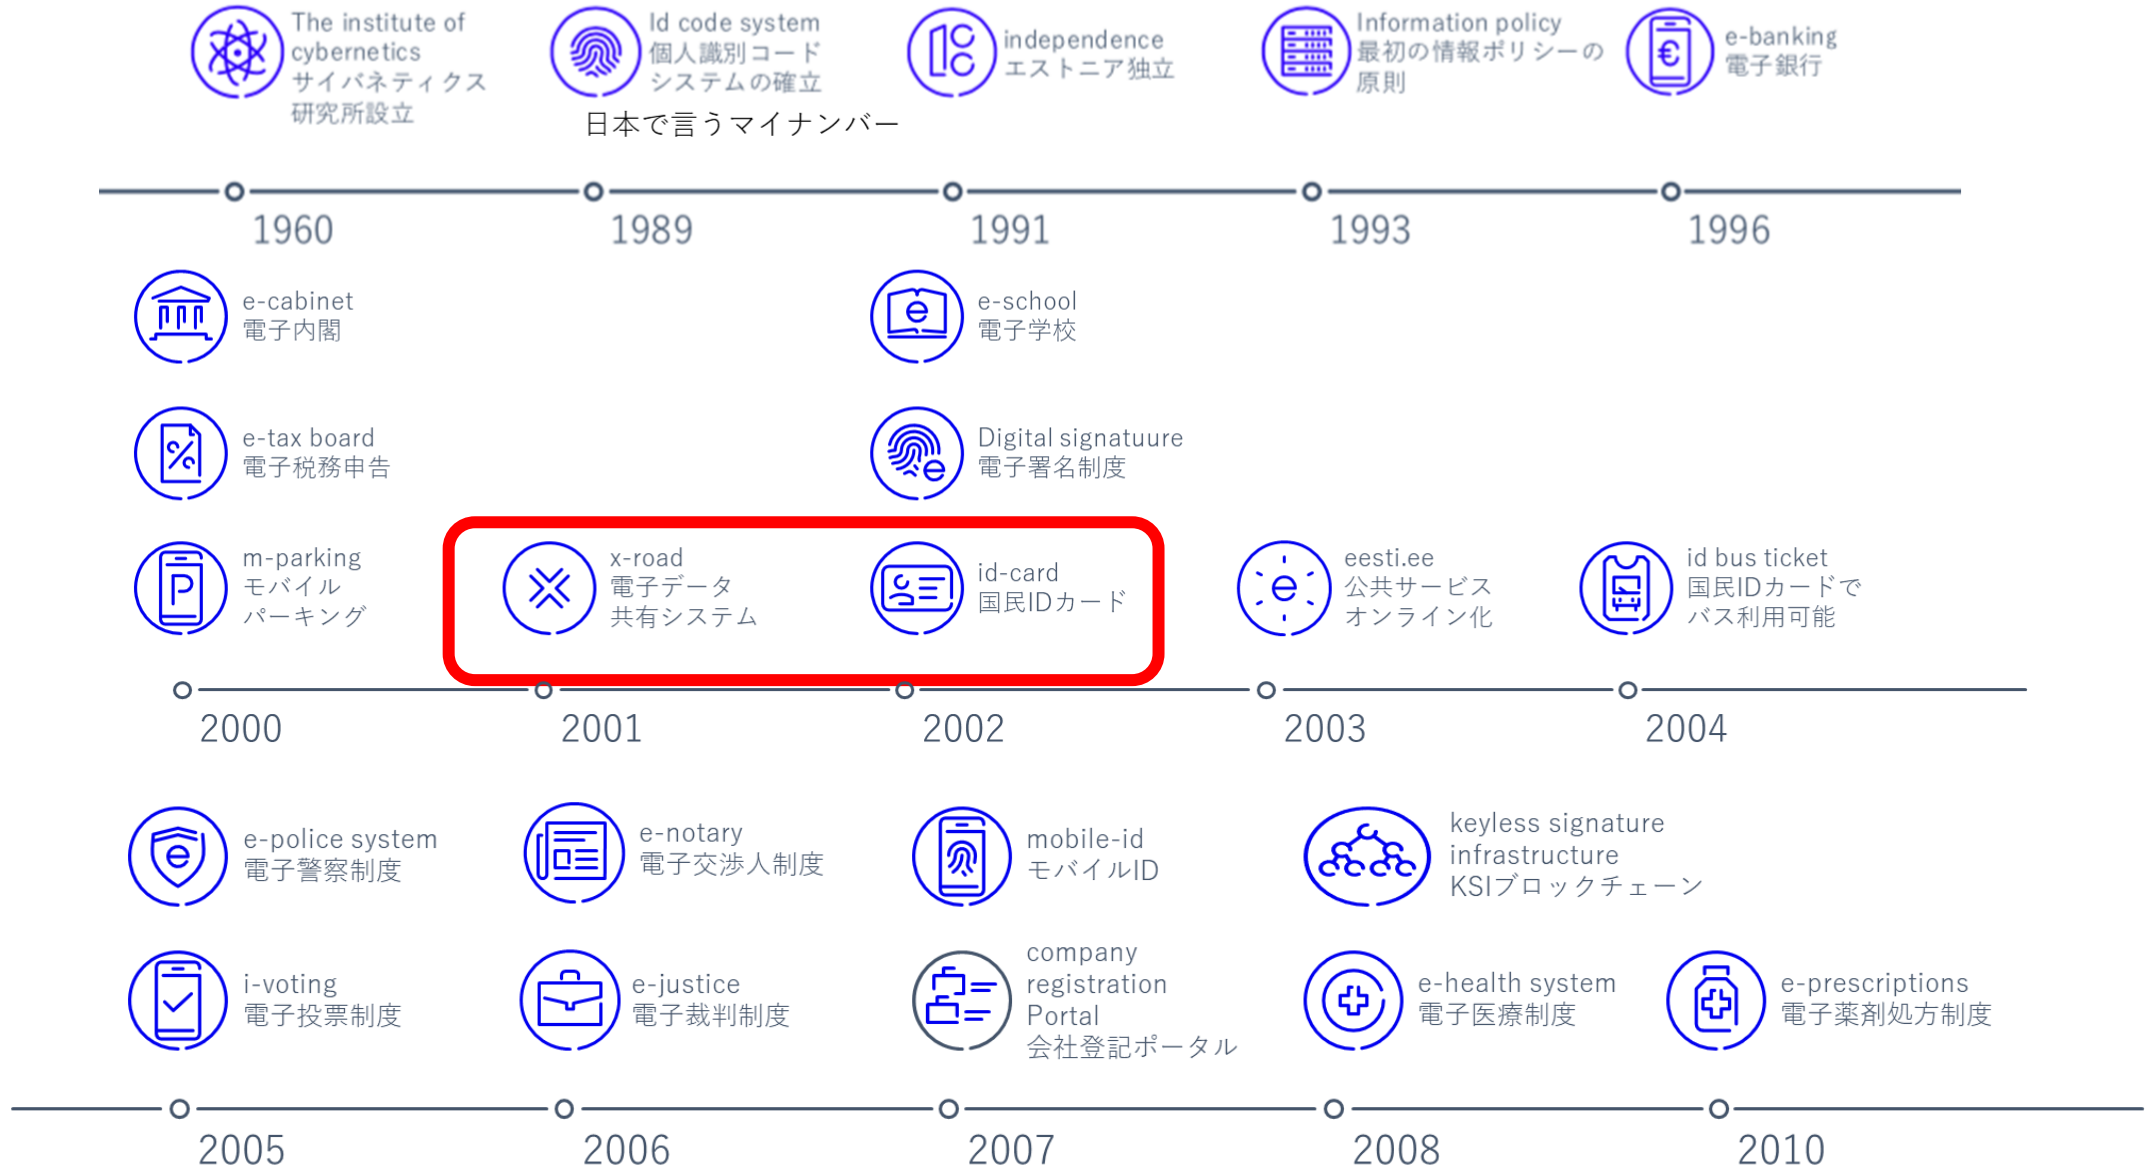 The institute of
cybernetics
サイバネティクス
研究所設立
Id code system
個人識別コード
システムの確立
日本で言うマイナンバー
independence
エストニア独立
Information policy
最初の情報ポリシーの
原則
e-banking
電子銀行
1960
1989
1991
1993
1996
e-cabinet
電子内閣
e-school
電子学校
e-tax board
電子税務申告
Digital signatuure
電子署名制度
m-parking
モバイル
パーキング
x-road
電子データ
共有システム
id-card
国民IDカード
eesti.ee
公共サービス
オンライン化
id bus ticket
国民IDカードで
バス利用可能
2000
2001
2002
2003
2004
e-police system
電子警察制度
e-notary
電子交渉人制度
mobile-id
モバイルID
keyless signature
infrastructure
KSIブロックチェーン
i-voting
電子投票制度
e-justice
電子裁判制度
company
registration
Portal
会社登記ポータル
e-health system
電子医療制度
e-prescriptions
電子薬剤処方制度
2005
2006
2007
2008
2010